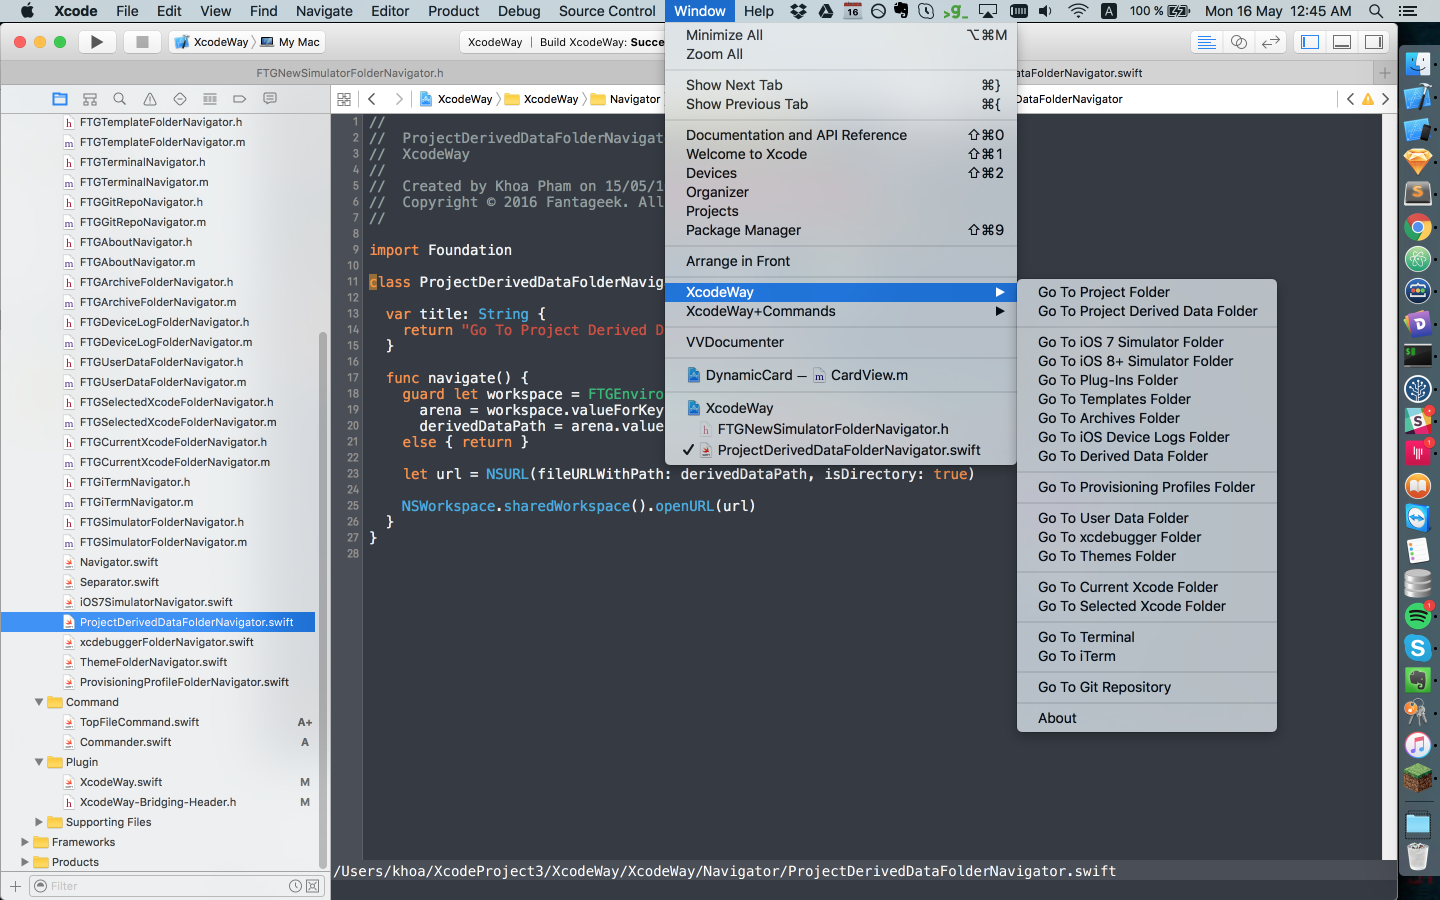 Xcode File Edit View Find Navigate Editor Product Debug Source Control Window Help 16 >g_ A 100 % Mon 16 May 12:45 AM
XcodeWay My Mac
XcodeWay | Build XcodeWay: Succe
FTGNewSimulatorFolderNavigator.h
ataFolderNavigator.swift
XcodeWay XcodeWay Navigator
DataFolderNavigator
FTGTemplateFolderNavigator.h
FTGTemplateFolderNavigator.m
FTGTerminalNavigator.h
FTGTerminalNavigator.m
FTGGitRepoNavigator.h
FTGGitRepoNavigator.m
FTGAboutNavigator.h
FTGAboutNavigator.m
FTGArchiveFolderNavigator.h
FTGArchiveFolderNavigator.m
FTGDeviceLogFolderNavigator.h
FTGDeviceLogFolderNavigator.m
FTGUserDataFolderNavigator.h
FTGUserDataFolderNavigator.m
FTGSelectedXcodeFolderNavigator.h
FTGSelectedXcodeFolderNavigator.m
FTGCurrentXcodeFolderNavigator.h
FTGCurrentXcodeFolderNavigator.m
FTGiTermNavigator.h
FTGiTermNavigator.m
FTGSimulatorFolderNavigator.h
FTGSimulatorFolderNavigator.m
Navigator.swift
Separator.swift
iOS7SimulatorNavigator.swift
ProjectDerivedDataFolderNavigator.swift
xcdebuggerFolderNavigator.swift
ThemeFolderNavigator.swift
ProvisioningProfileFolderNavigator.swift
Command
TopFileCommand.swift A+
Commander.swift A
Plugin
XcodeWay.swift M
XcodeWay-Bridging-Header.h M
Supporting Files
Frameworks
Products
Filter
1 //
2 // ProjectDerivedDataFolderNavigat
3 // XcodeWay
4 //
5 // Created by Khoa Pham on 15/05/1
6 // Copyright © 2016 Fantageek. All
7 //
8
9 import Foundation
10
11 class ProjectDerivedDataFolderNavig
12
13 var title: String {
14 return "Go To Project Derived D
15 }
16
17 func navigate() {
18 guard let workspace = FTGEnviro
19 arena = workspace.valueForKey
20 derivedDataPath = arena.value
21 else { return }
22
23 let url = NSURL(fileURLWithPath: derivedDataPath, isDirectory: true)
24
25 NSWorkspace.sharedWorkspace().openURL(url)
26 }
27 }
28
/Users/khoa/XcodeProject3/XcodeWay/XcodeWay/Navigator/ProjectDerivedDataFolderNavigator.swift
Minimize All ⌥⌘M
Zoom All
Show Next Tab ⌘}
Show Previous Tab ⌘{
Documentation and API Reference ⇧⌘0
Welcome to Xcode ⇧⌘1
Devices ⇧⌘2
Organizer
Projects
Package Manager ⇧⌘9
Arrange in Front
XcodeWay
XcodeWay+Commands
VVDocumenter
DynamicCard — CardView.m
XcodeWay
FTGNewSimulatorFolderNavigator.h
✓ ProjectDerivedDataFolderNavigator.swift
Go To Project Folder
Go To Project Derived Data Folder
Go To iOS 7 Simulator Folder
Go To iOS 8+ Simulator Folder
Go To Plug-Ins Folder
Go To Templates Folder
Go To Archives Folder
Go To iOS Device Logs Folder
Go To Derived Data Folder
Go To Provisioning Profiles Folder
Go To User Data Folder
Go To xcdebugger Folder
Go To Themes Folder
Go To Current Xcode Folder
Go To Selected Xcode Folder
Go To Terminal
Go To iTerm
Go To Git Repository
About